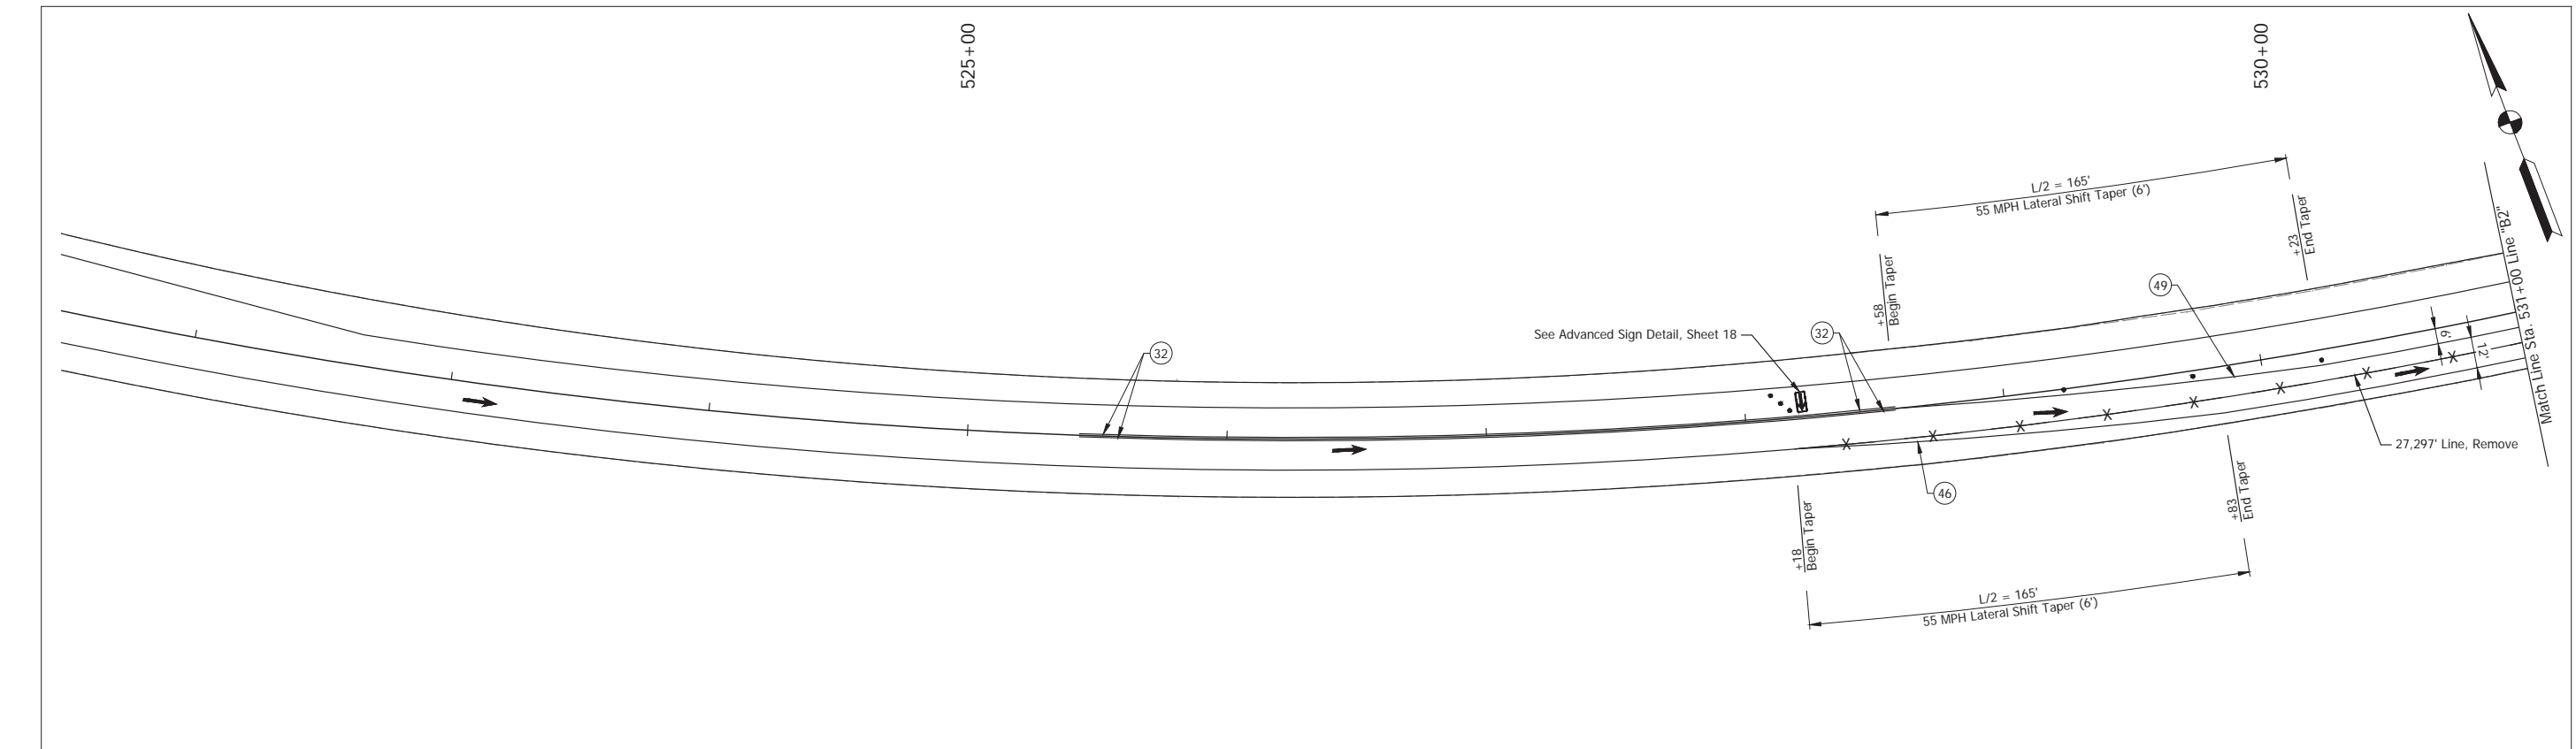 525+00
530+00
L/2 = 165'
55 MPH Lateral Shift Taper (6')
+58
Begin Taper
+23
End Taper
Match Line Sta. 531+00 Line "B2"
49
See Advanced Sign Detail, Sheet 18
32
32
6'
12'
27,297' Line, Remove
46
+18
Begin Taper
+83
End Taper
L/2 = 165'
55 MPH Lateral Shift Taper (6')